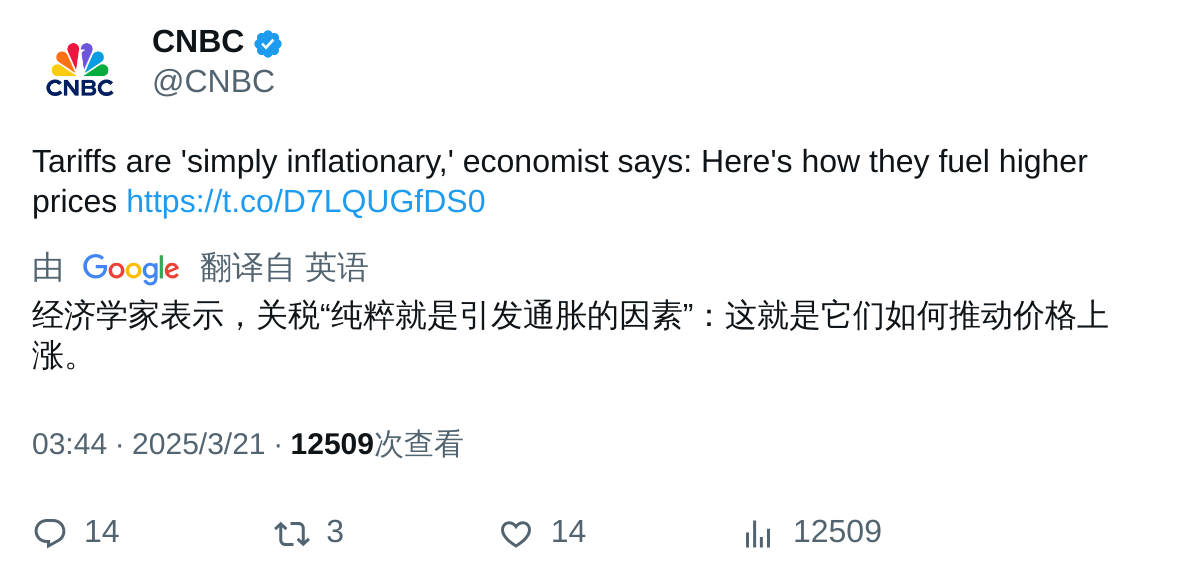 CNBC
CNBC
@CNBC
Tariffs are 'simply inflationary,' economist says: Here's how they fuel higher
prices https://t.co/D7LQUGfDS0
由 Google 翻译自 英语
经济学家表示，关税“纯粹就是引发通胀的因素”：这就是它们如何推动价格上
涨。
03:44 · 2025/3/21 · 12509次查看
14 3 14 12509